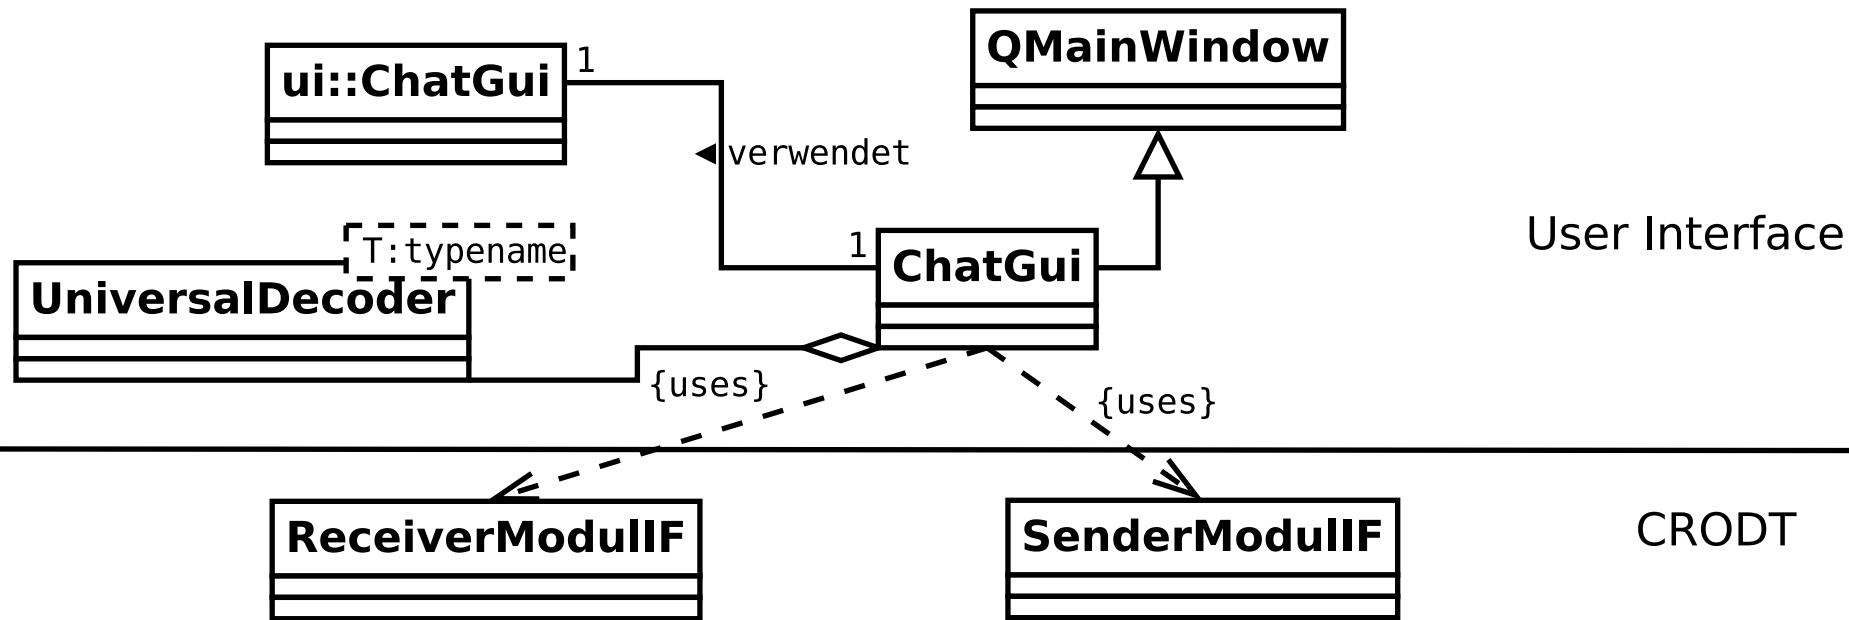 QMainWindow
ui::ChatGui
1
verwendet
T:typename
User Interface
1
ChatGui
UniversalDecoder
{uses}
{uses}
ReceiverModulIF
SenderModulIF
CRODT